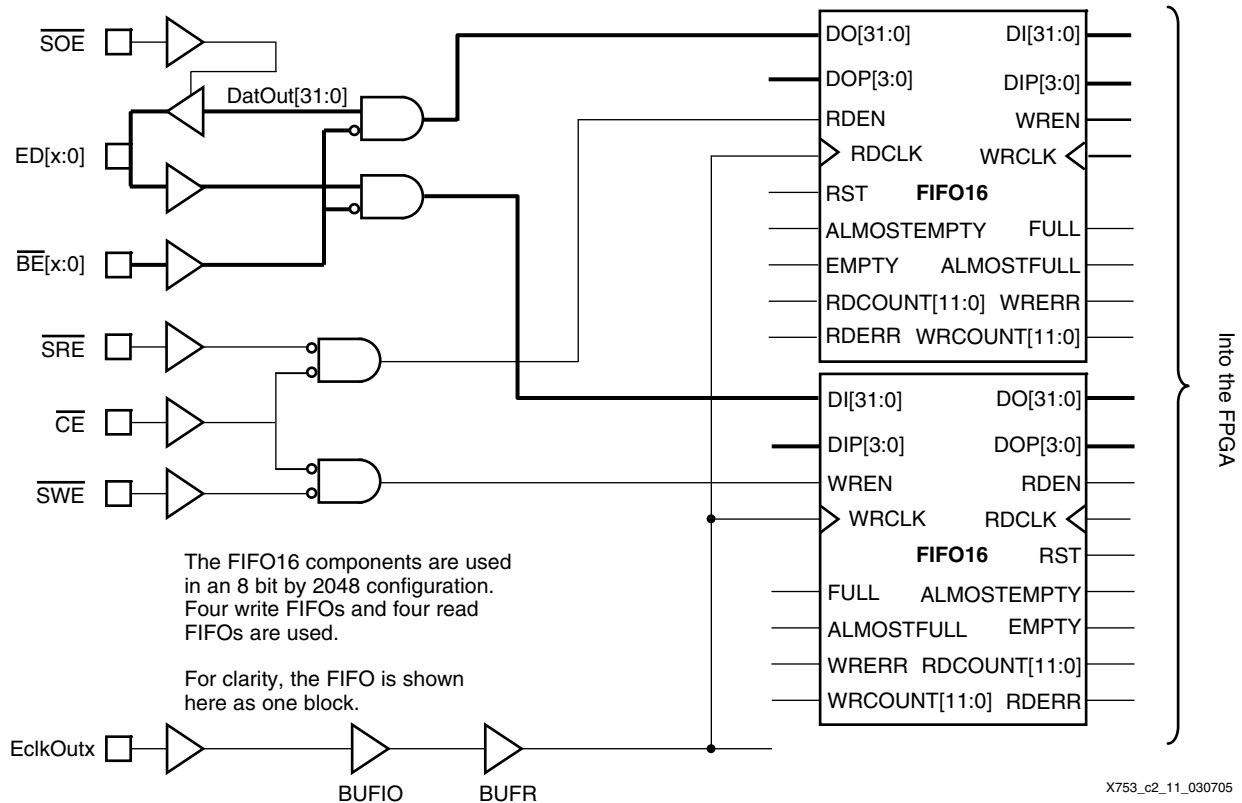 SOE
DatOut[31:0]
ED[x:0]
BE[x:0]
SRE
CE
SWE
DO[31:0] DI[31:0]
DOP[3:0] DIP[3:0]
RDEN WREN
RDCLK WRCLK
RST FIFO16
ALMOSTEMPTY FULL
EMPTY ALMOSTFULL
RDCOUNT[11:0] WRERR
RDERR WRCOUNT[11:0]
DI[31:0] DO[31:0]
DIP[3:0] DOP[3:0]
WREN RDEN
WRCLK RDCLK
FIFO16 RST
FULL ALMOSTEMPTY
ALMOSTFULL EMPTY
WRERR RDCOUNT[11:0]
WRCOUNT[11:0] RDERR
Into the FPGA
The FIFO16 components are used
in an 8 bit by 2048 configuration.
Four write FIFOs and four read
FIFOs are used.
For clarity, the FIFO is shown
here as one block.
EclkOutx
BUFIO BUFR
X753_c2_11_030705